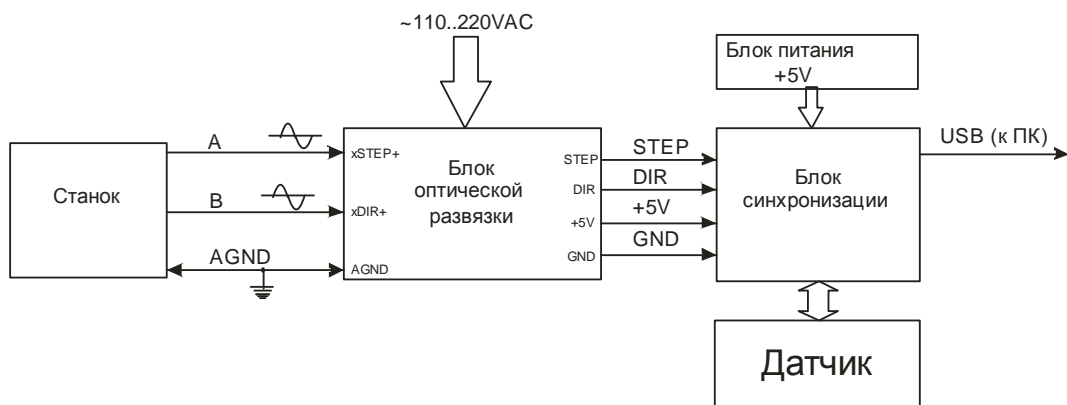 ~110..220VAC
Блок питания
+5V
A
B
AGND
Станок
xSTEP+
xDIR+
AGND
Блок
оптической
развязки
STEP
DIR
+5V
GND
STEP
DIR
+5V
GND
Блок
синхронизации
USB (к ПК)
Датчик